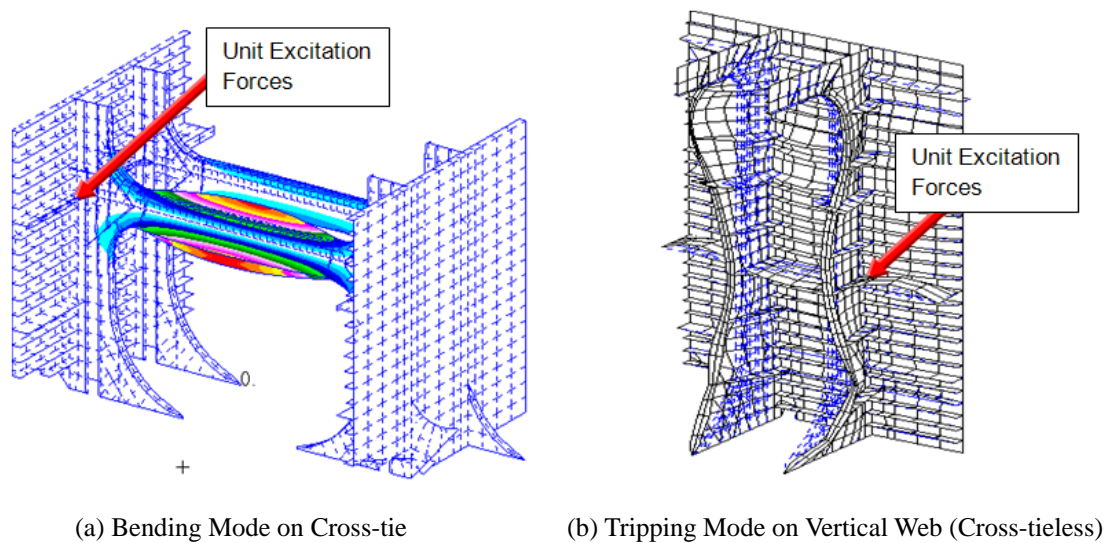 Unit Excitation
Forces
Unit Excitation
Forces
0.
(a) Bending Mode on Cross-tie
(b) Tripping Mode on Vertical Web (Cross-tieless)